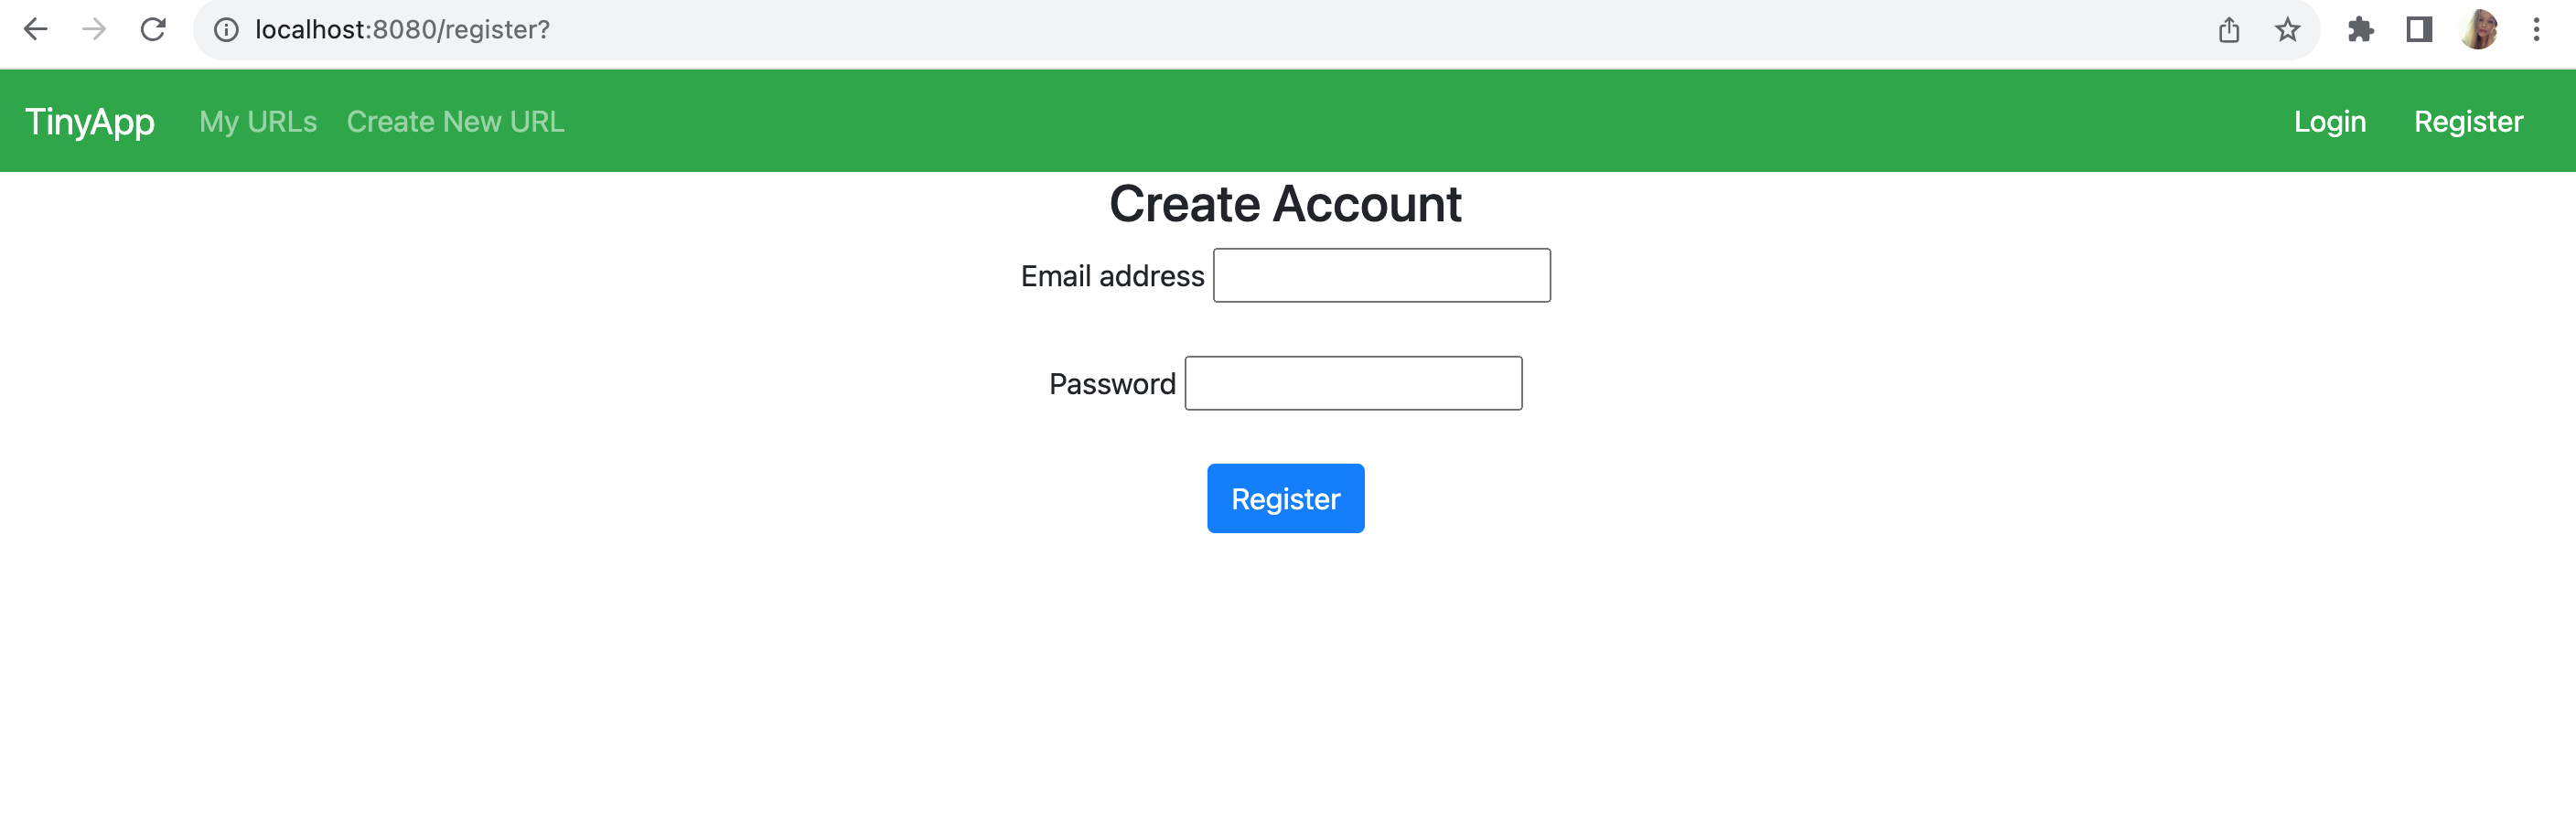 localhost:8080/register?
TinyApp My URLs Create New URL Login Register
Create Account
Email address
Password
Register